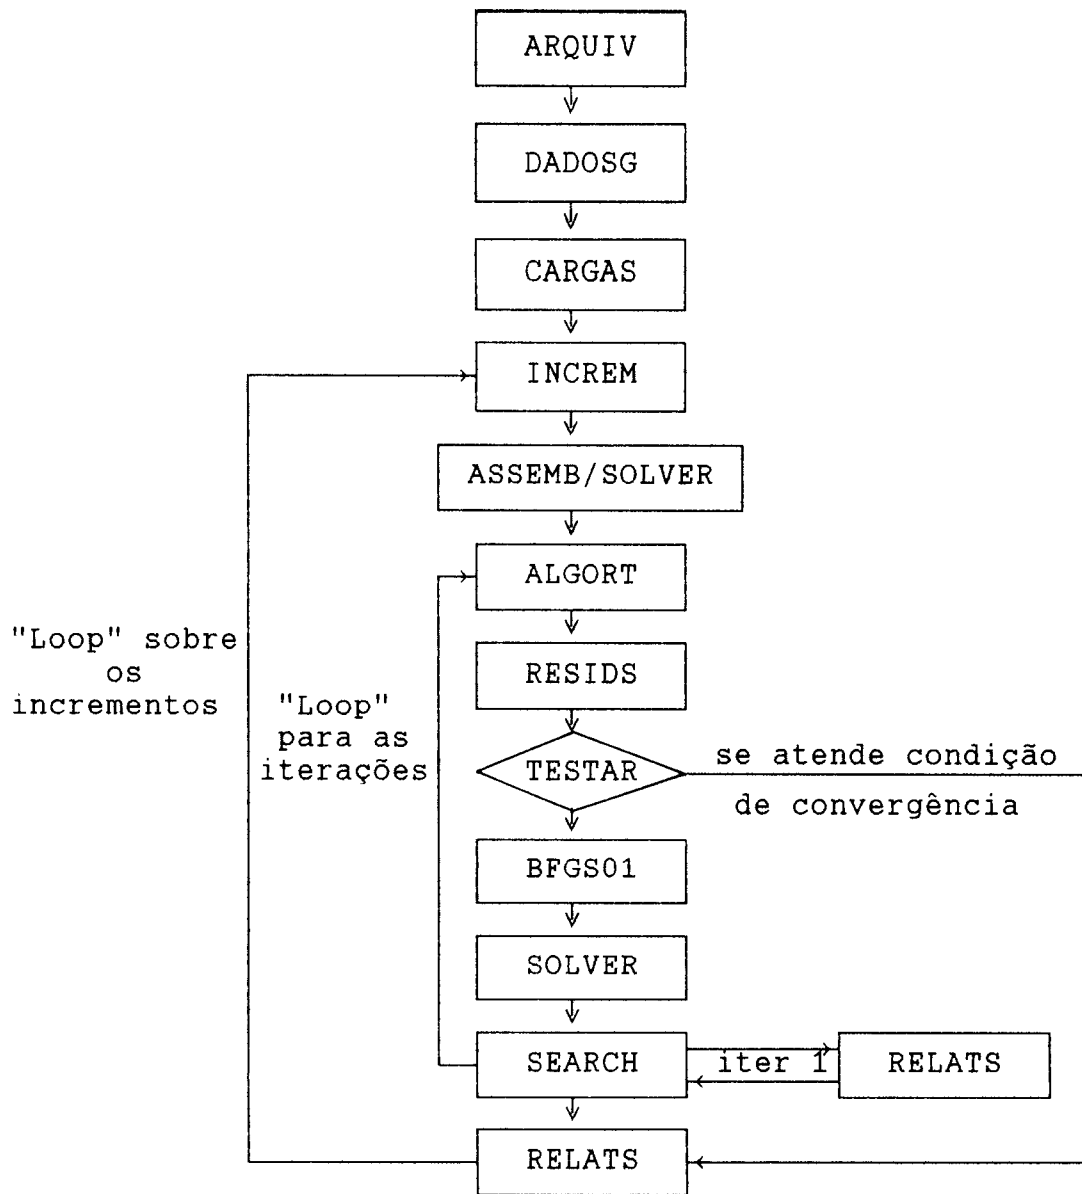 ARQUIV
DADOSG
CARGAS
INCREM
ASSEMB/SOLVER
ALGORT
"Loop" sobre
os
incrementos
RESIDS
"Loop"
para as
iterações
TESTAR
se atende condição
de convergência
BFGS01
SOLVER
SEARCH
iter 1
RELATS
RELATS